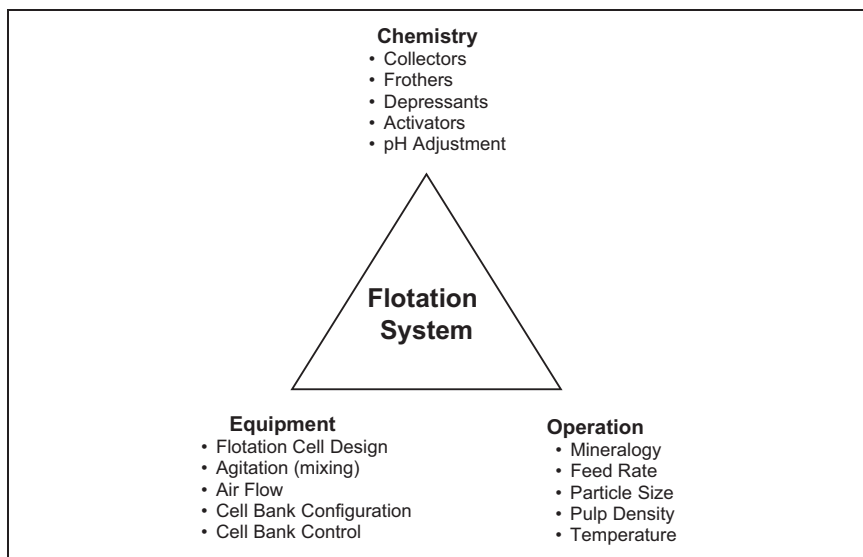 Chemistry
• Collectors
• Frothers
• Depressants
• Activators
• pH Adjustment
Flotation
System
Equipment
• Flotation Cell Design
• Agitation (mixing)
• Air Flow
• Cell Bank Configuration
• Cell Bank Control
Operation
• Mineralogy
• Feed Rate
• Particle Size
• Pulp Density
• Temperature